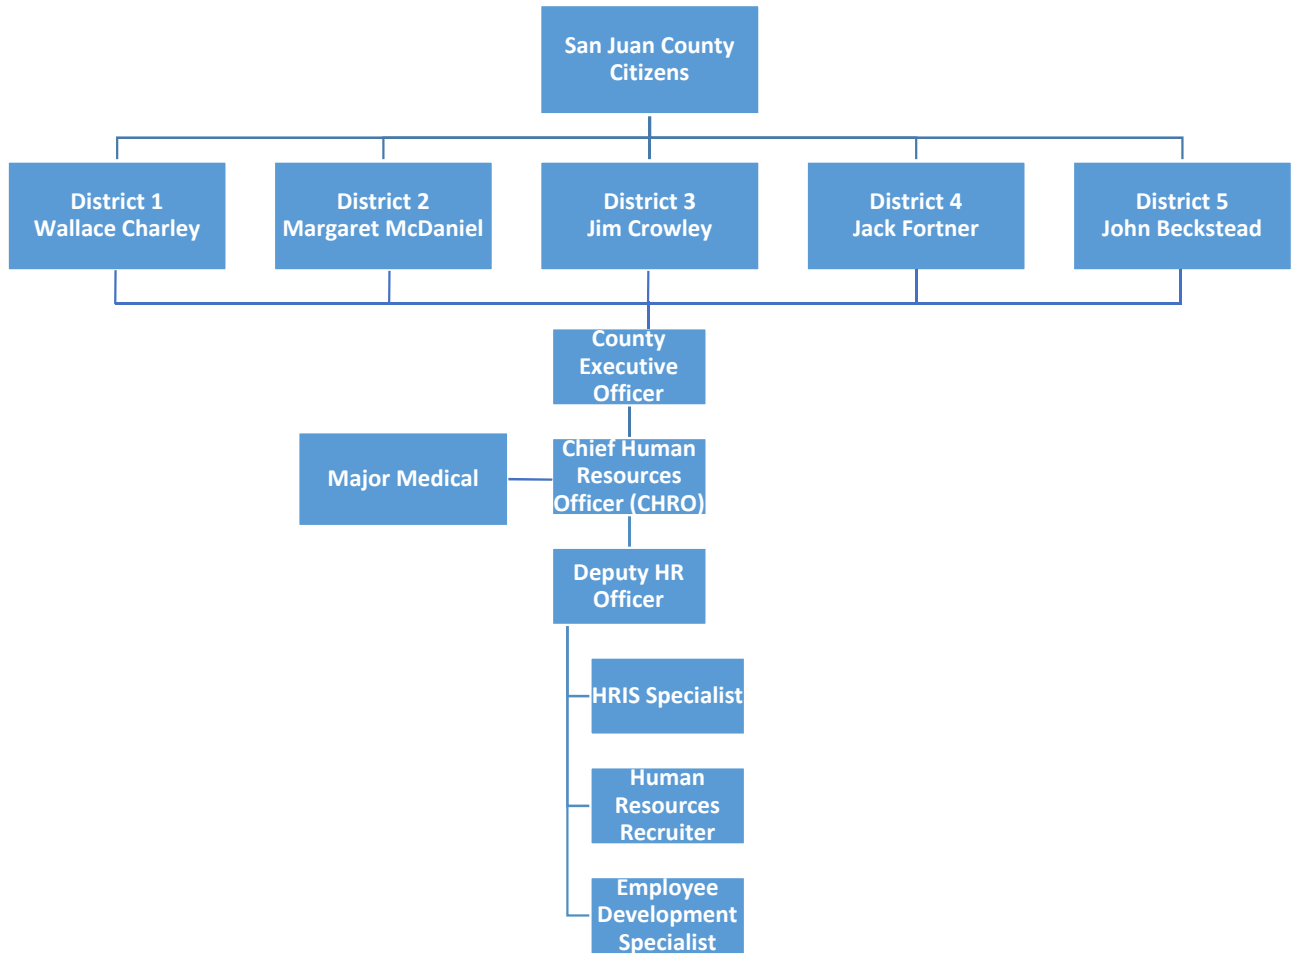 San Juan County
Citizens
District 1
Wallace Charley
District 2
Margaret McDaniel
District 3
Jim Crowley
District 4
Jack Fortner
District 5
John Beckstead
County
Executive
Officer
Major Medical
Chief Human
Resources
Officer (CHRO)
Deputy HR
Officer
HRIS Specialist
Human
Resources
Recruiter
Employee
Development
Specialist